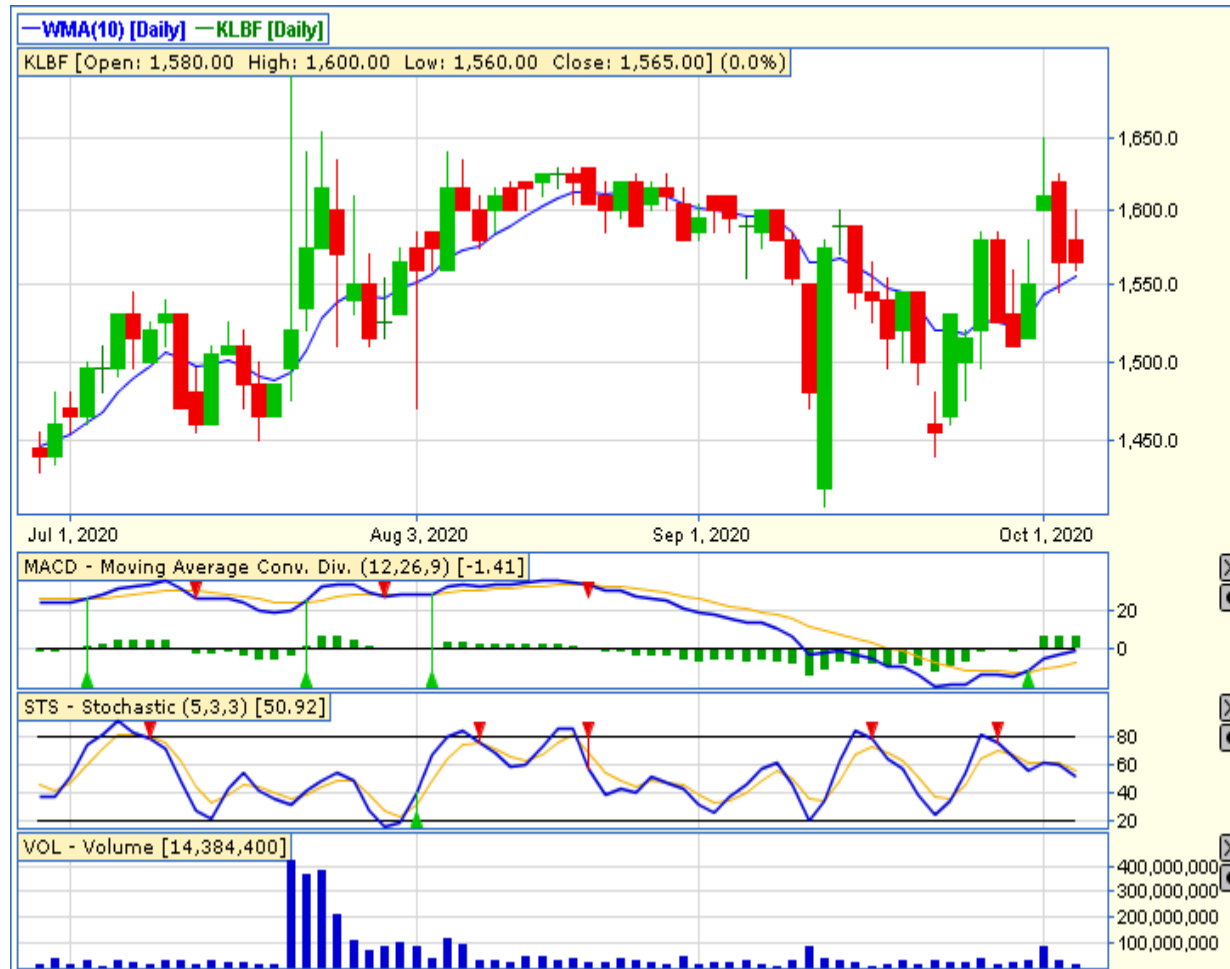 WMA(10) [Daily] KLBF [Daily]
KLBF [Open: 1,580.00 High: 1,600.00 Low: 1,560.00 Close: 1,565.00] (0.0%)
1,650.0
1,600.0
1,550.0
1,500.0
1,450.0
Jul 1, 2020 Aug 3, 2020 Sep 1, 2020 Oct 1, 2020
MACD - Moving Average Conv. Div. (12,26,9) [-1.41]
20
0
STS - Stochastic (5,3,3) [50.92]
80
60
40
20
VOL - Volume [14,384,400]
400,000,000
300,000,000
200,000,000
100,000,000